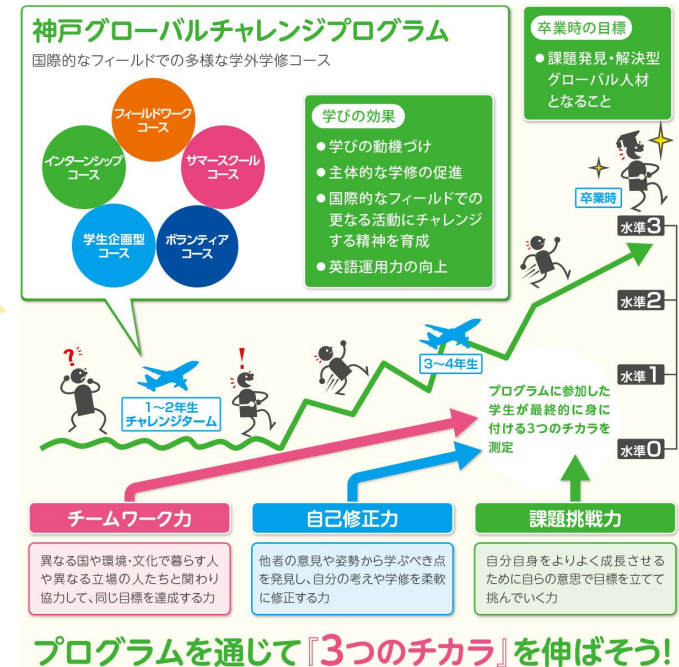 神戸グローバルチャレンジプログラム
国際的なフィールドでの多様な学外学修コース
フィールドワーク
コース
インターンシップ
コース
サマースクール
コース
学生企画型
コース
ボランティア
コース
学びの効果
●学びの動機づけ
●主体的な学修の促進
●国際的なフィールドでの
更なる活動にチャレンジ
する精神を育成
●英語運用力の向上
卒業時の目標
●課題発見・解決型
グローバル人材
となること
卒業時
水準3
水準2
水準1
水準0
?
!
1〜2年生
チャレンジターム
3〜4年生
プログラムに参加した
学生が最終的に身に
付ける3つのチカラを
測定
チームワーク力
異なる国や環境・文化で暮らす人
や異なる立場の人たちと関わり
協力して、同じ目標を達成する力
自己修正力
他者の意見や姿勢から学ぶべき点
を発見し、自分の考えや学修を柔軟
に修正する力
課題挑戦力
自分自身をよりよく成長させる
ために自らの意思で目標を立てて
挑んでいく力
プログラムを通じて『3つのチカラ』を伸ばそう!